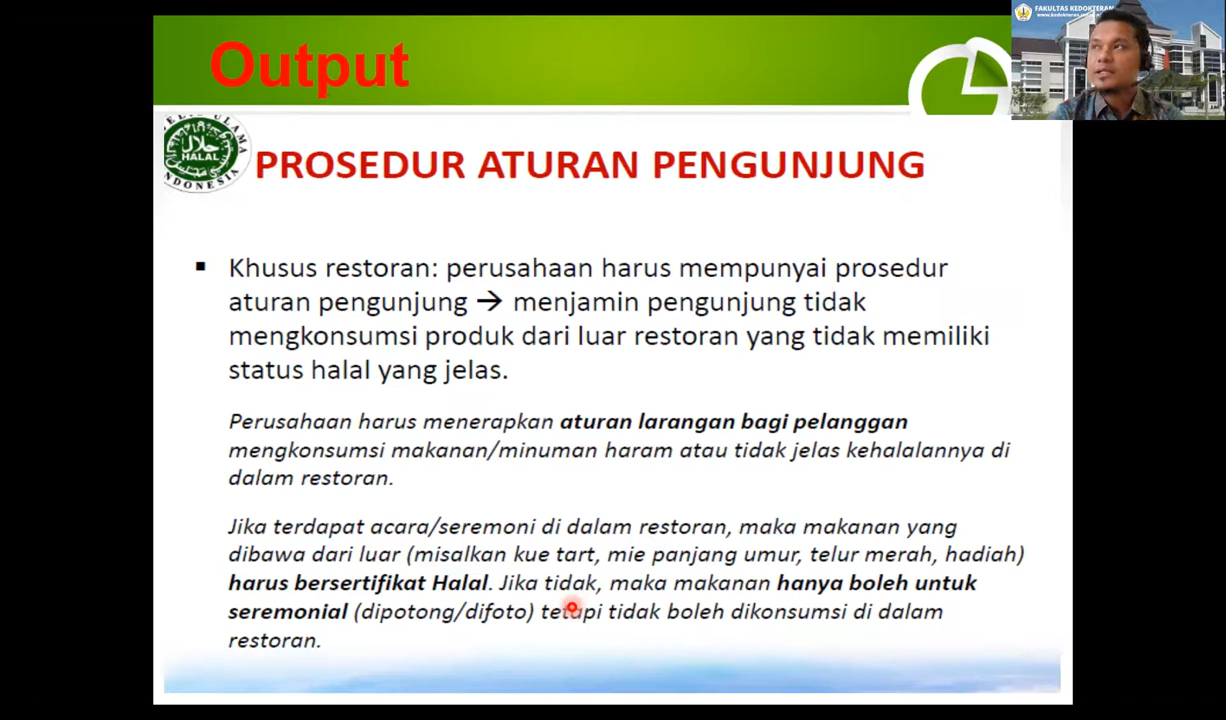 Output
FAKULTAS KEDOKTERAN
HALAL
INDONESIA
PROSEDUR ATURAN PENGUNJUNG
▪ Khusus restoran: perusahaan harus mempunyai prosedur
aturan pengunjung → menjamin pengunjung tidak
mengkonsumsi produk dari luar restoran yang tidak memiliki
status halal yang jelas.
Perusahaan harus menerapkan aturan larangan bagi pelanggan
mengkonsumsi makanan/minuman haram atau tidak jelas kehalalannya di
dalam restoran.
Jika terdapat acara/seremoni di dalam restoran, maka makanan yang
dibawa dari luar (misalkan kue tart, mie panjang umur, telur merah, hadiah)
harus bersertifikat Halal. Jika tidak, maka makanan hanya boleh untuk
seremonial (dipotong/difoto) tetapi tidak boleh dikonsumsi di dalam
restoran.